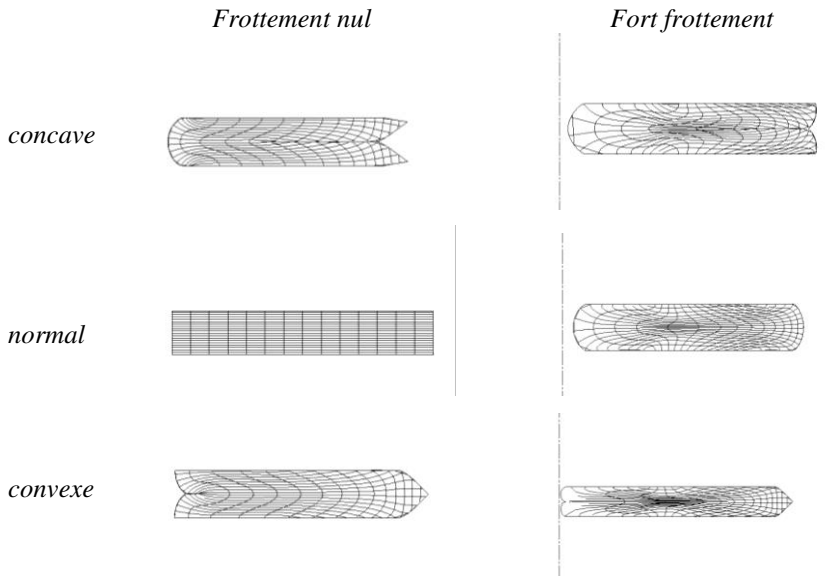 Frottement nul
Fort frottement
concave
normal
convexe